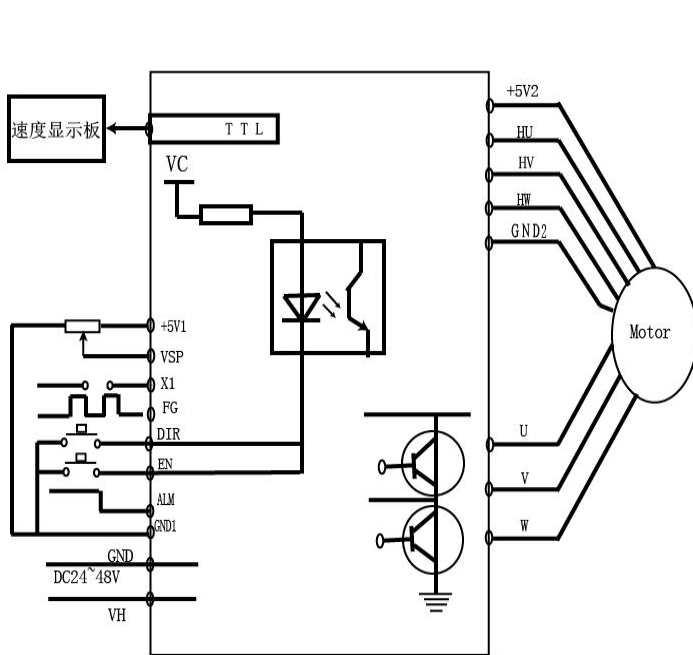 速度显示板
TTL
VC
+5V1
VSP
X1
FG
DIR
EN
ALM
GND1
GND
DC24~48V
VH
+5V2
HU
HV
HW
GND2
Motor
U
V
W